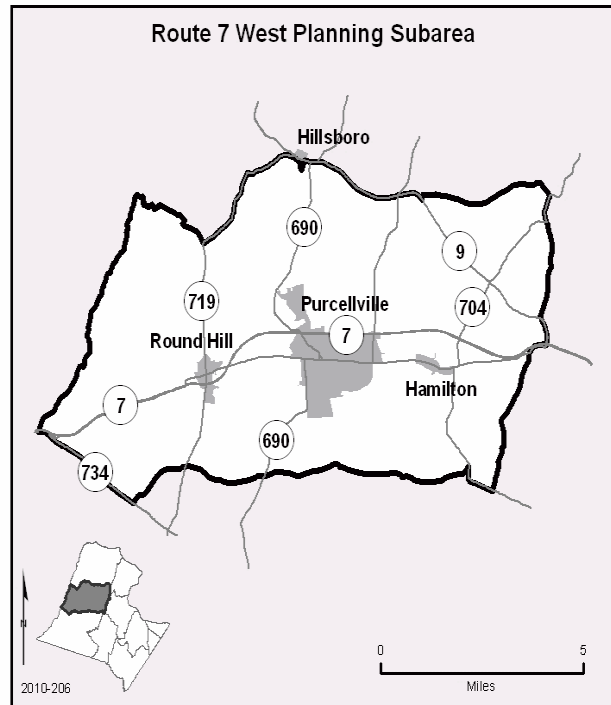 Route 7 West Planning Subarea
Hillsboro
690
9
719
Purcellville
704
Round Hill
7
Hamilton
7
690
734
N
2010-206
0 5
Miles